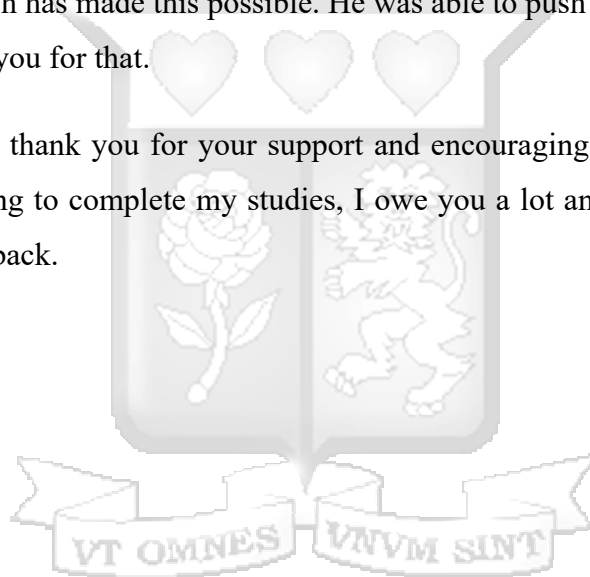 h has made this possible. He was able to push
you for that.
thank you for your support and encouraging
ng to complete my studies, I owe you a lot an
back.
VT OMNES VNVM SINT